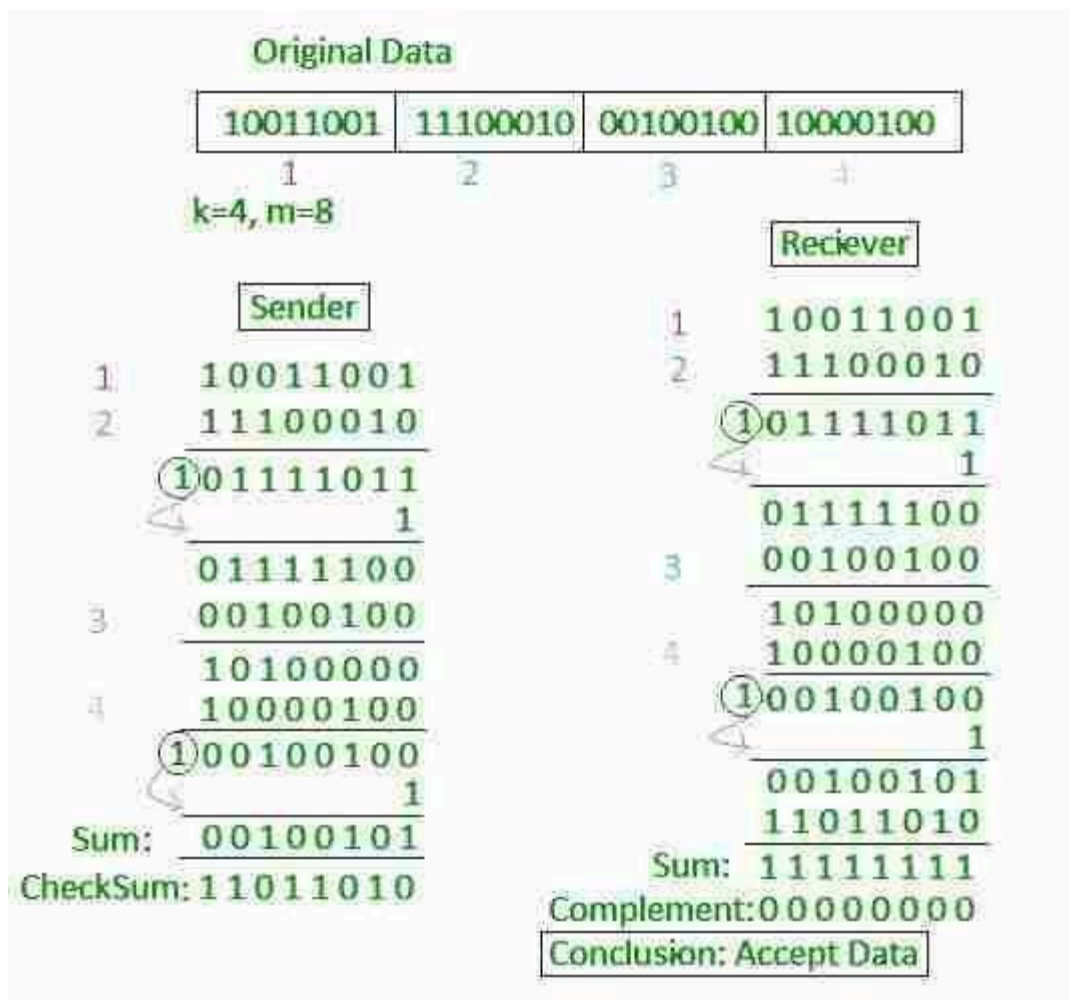 Original Data
10011001 11100010 00100100 10000100
1 2 3 4
k=4, m=8
Sender
1 10011001
2 11100010
1 01111011
1
01111100
3 00100100
10100000
4 10000100
1 00100100
1
Sum: 00100101
CheckSum: 11011010
Reciever
1 10011001
2 11100010
1 01111011
1
01111100
3 00100100
10100000
4 10000100
1 00100100
1
00100101
11011010
Sum: 11111111
Complement:00000000
Conclusion: Accept Data